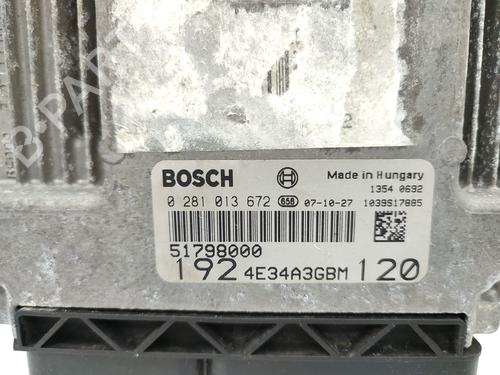 BOSCH Made in Hungary
1354 0692
0 281 013 672 658 07-10-27 1039S17885
51798000
192 4E34A3GBM 120